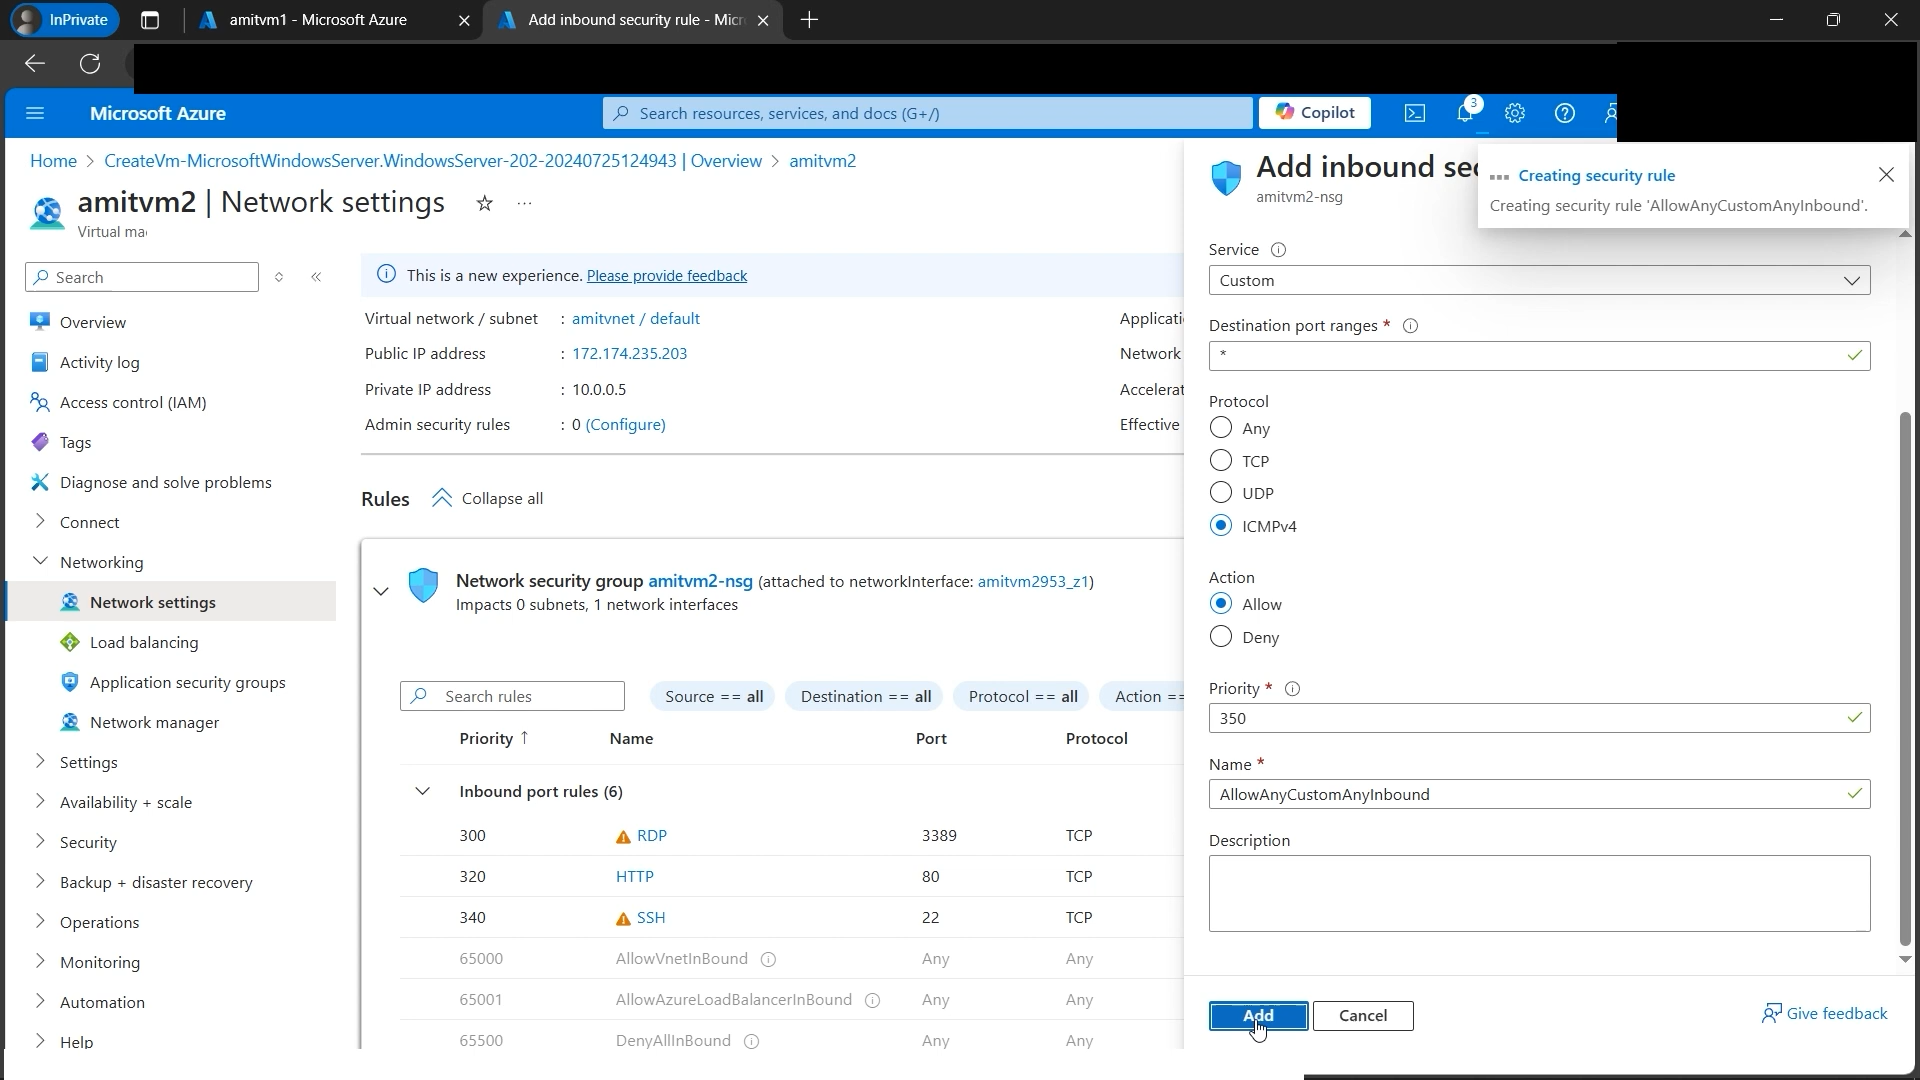 InPrivate
amitvm1 - Microsoft Azure
Add inbound security rule - Micr
Microsoft Azure
Search resources, services, and docs (G+/)
Copilot
3
Home > CreateVm-MicrosoftWindowsServer.WindowsServer-202-20240725124943 | Overview > amitvm2
amitvm2 | Network settings
Virtual ma
Search
Overview
Activity log
Access control (IAM)
Tags
Diagnose and solve problems
Connect
Networking
Network settings
Load balancing
Application security groups
Network manager
Settings
Availability + scale
Security
Backup + disaster recovery
Operations
Monitoring
Automation
Help
This is a new experience. Please provide feedback
Virtual network / subnet : amitvnet / default
Public IP address : 172.174.235.203
Private IP address : 10.0.0.5
Admin security rules : 0 (Configure)
Applicati
Network
Accelerat
Effective
Rules Collapse all
Network security group amitvm2-nsg (attached to networkInterface: amitvm2953_z1)
Impacts 0 subnets, 1 network interfaces
Search rules
Source == all
Destination == all
Protocol == all
Action ==
Priority ↑ Name Port Protocol
Inbound port rules (6)
300 RDP 3389 TCP
320 HTTP 80 TCP
340 SSH 22 TCP
65000 AllowVnetInBound Any Any
65001 AllowAzureLoadBalancerInBound Any Any
65500 DenyAllInBound Any Any
Add inbound sec
amitvm2-nsg
Creating security rule
Creating security rule 'AllowAnyCustomAnyInbound'.
Service
Custom
Destination port ranges *
*
Protocol
Any
TCP
UDP
ICMPv4
Action
Allow
Deny
Priority *
350
Name *
AllowAnyCustomAnyInbound
Description
Add
Cancel
Give feedback